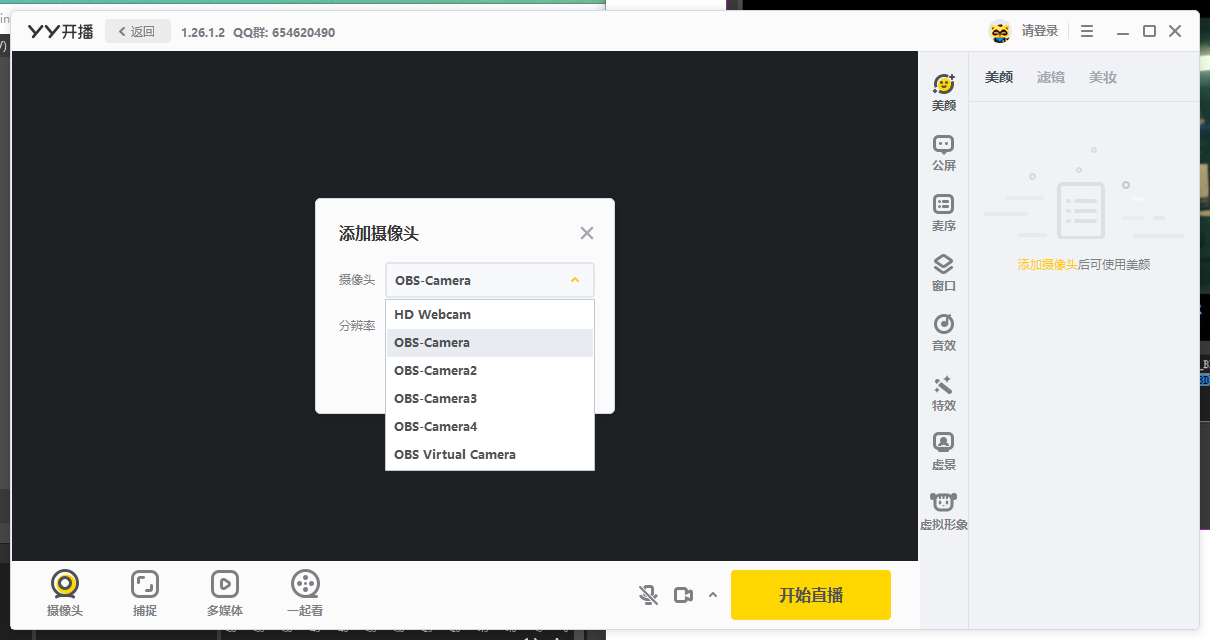 YY开播
返回
1.26.1.2 QQ群: 654620490
请登录
添加摄像头
摄像头
OBS-Camera
分辨率
HD Webcam
OBS-Camera
OBS-Camera2
OBS-Camera3
OBS-Camera4
OBS Virtual Camera
美颜
公屏
麦序
窗口
音效
特效
虚景
虚拟形象
美颜 滤镜 美妆
添加摄像头后可使用美颜
摄像头
捕捉
多媒体
一起看
开始直播